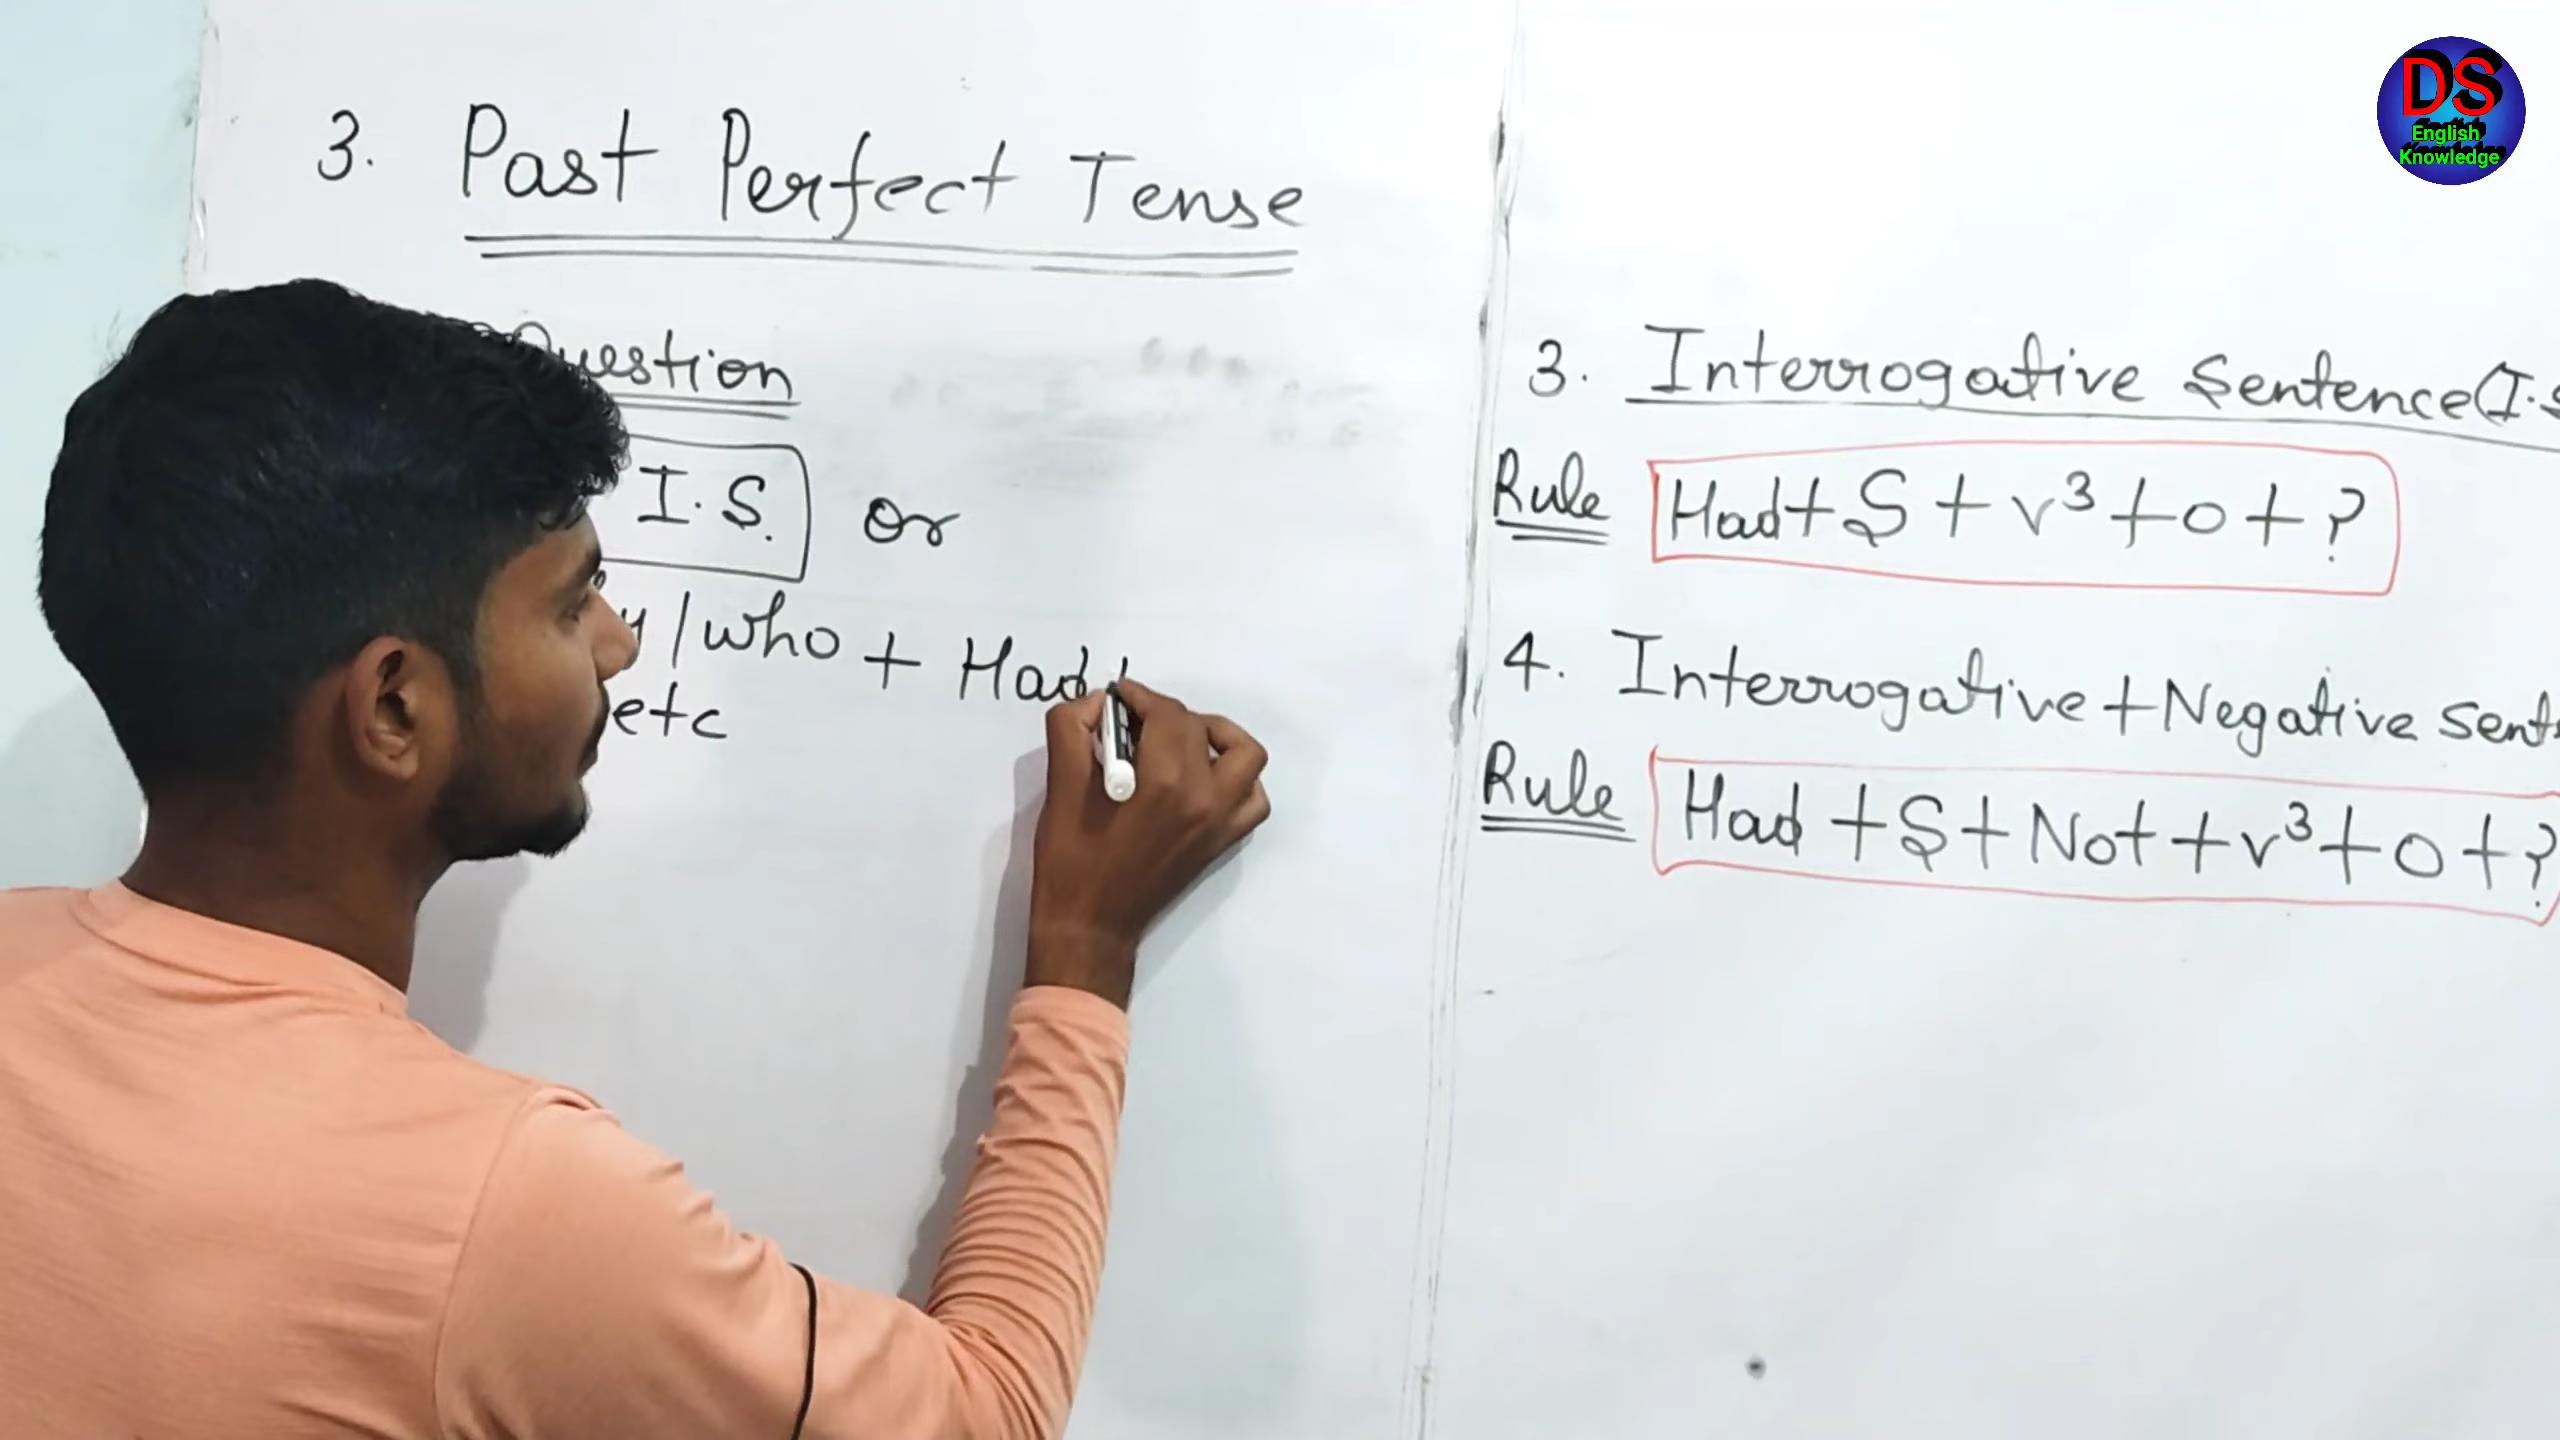 3. Past Perfect Tense
Question
I.S. or
/who + Had +
etc
3. Interrogative Sentence(I.S
Rule Had + S + v³ + o + ?
4. Interrogative + Negative Sent
Rule Had + S + Not + v³ + o + ?
DS
English
Knowledge